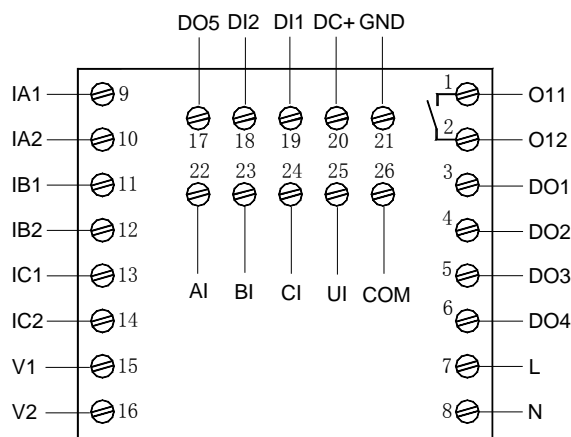 DO5 DI2 DI1 DC+ GND
IA1 9 1 O11
17 18 19 20 21
IA2 10 2 O12
22 23 24 25 26
IB1 11 3 DO1
IB2 12 4 DO2
IC1 13 5 DO3
AI BI CI UI COM
IC2 14 6 DO4
V1 15 7 L
V2 16 8 N